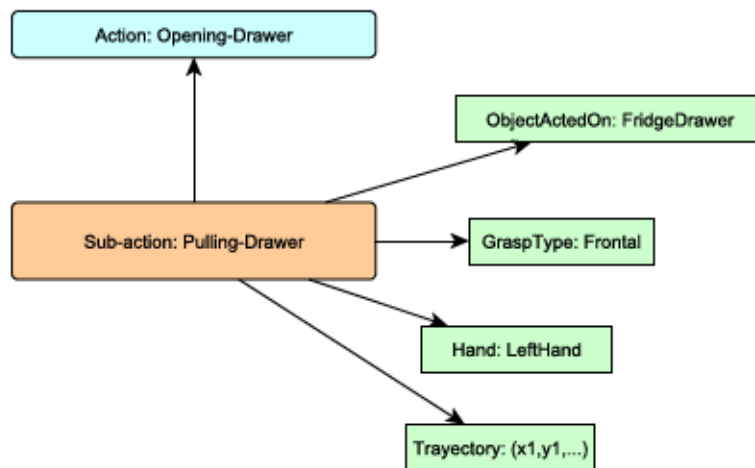 Action: Opening-Drawer
ObjectActedOn: FridgeDrawer
Sub-action: Pulling-Drawer
GraspType: Frontal
Hand: LeftHand
Trayectory: (x1,y1,...)